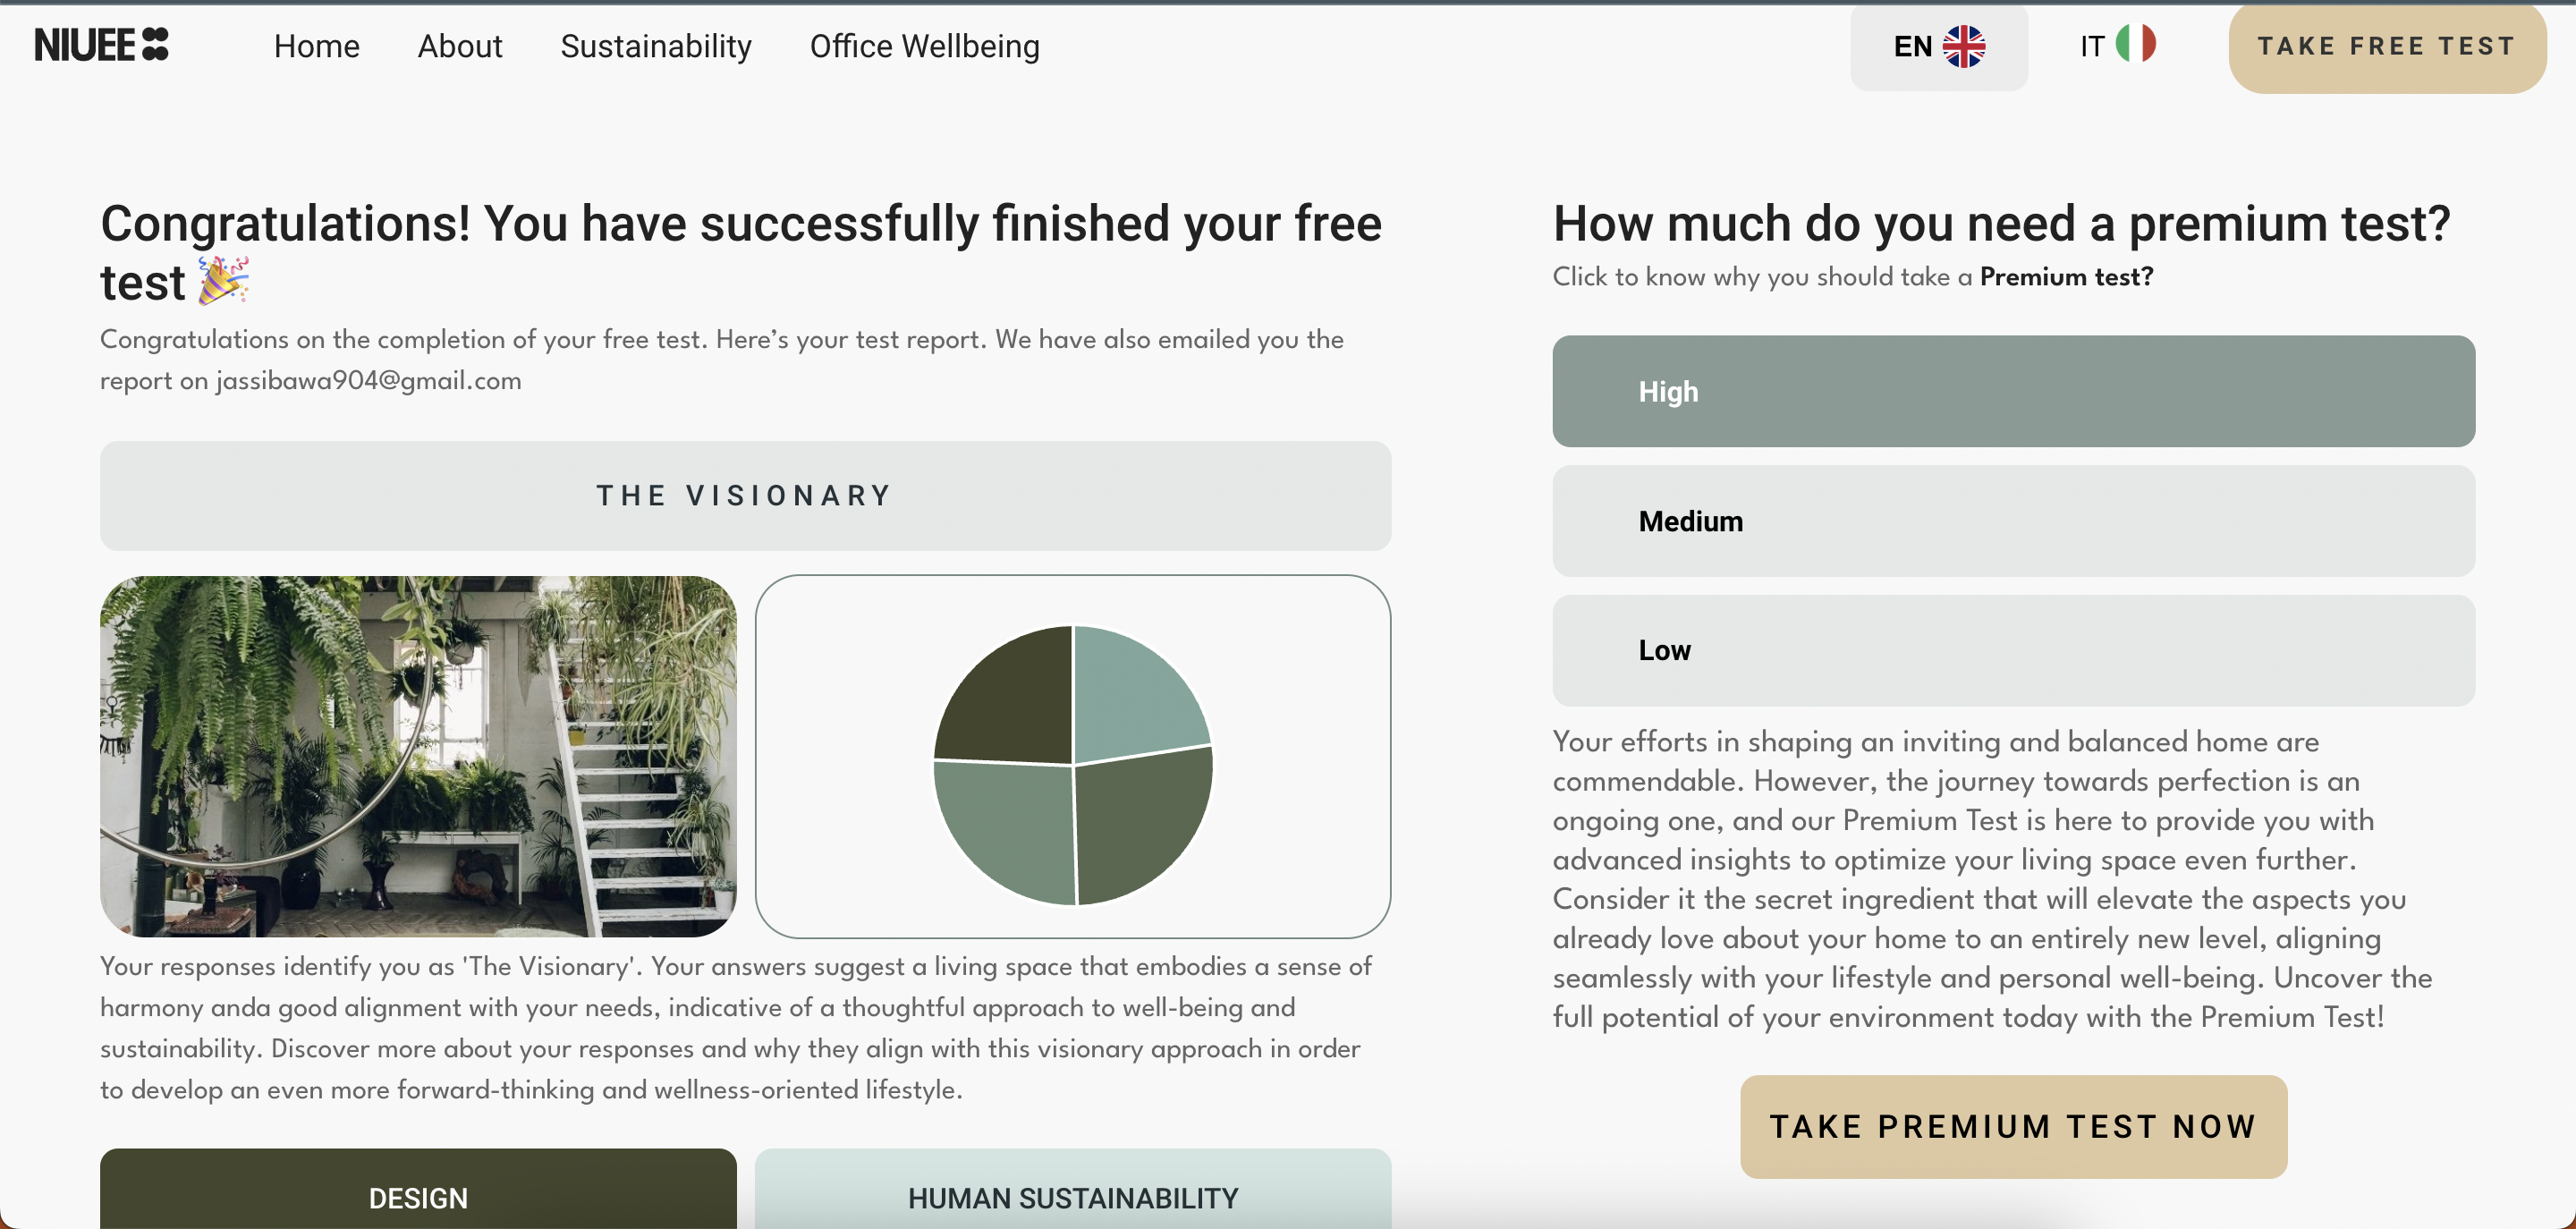 NIUEE
Home
About
Sustainability
Office Wellbeing
EN
IT
TAKE FREE TEST
Congratulations! You have successfully finished your free
test
Congratulations on the completion of your free test. Here’s your test report. We have also emailed you the
report on jassibawa904@gmail.com
THE VISIONARY
Your responses identify you as 'The Visionary'. Your answers suggest a living space that embodies a sense of
harmony anda good alignment with your needs, indicative of a thoughtful approach to well-being and
sustainability. Discover more about your responses and why they align with this visionary approach in order
to develop an even more forward-thinking and wellness-oriented lifestyle.
DESIGN
HUMAN SUSTAINABILITY
How much do you need a premium test?
Click to know why you should take a Premium test?
High
Medium
Low
Your efforts in shaping an inviting and balanced home are
commendable. However, the journey towards perfection is an
ongoing one, and our Premium Test is here to provide you with
advanced insights to optimize your living space even further.
Consider it the secret ingredient that will elevate the aspects you
already love about your home to an entirely new level, aligning
seamlessly with your lifestyle and personal well-being. Uncover the
full potential of your environment today with the Premium Test!
TAKE PREMIUM TEST NOW